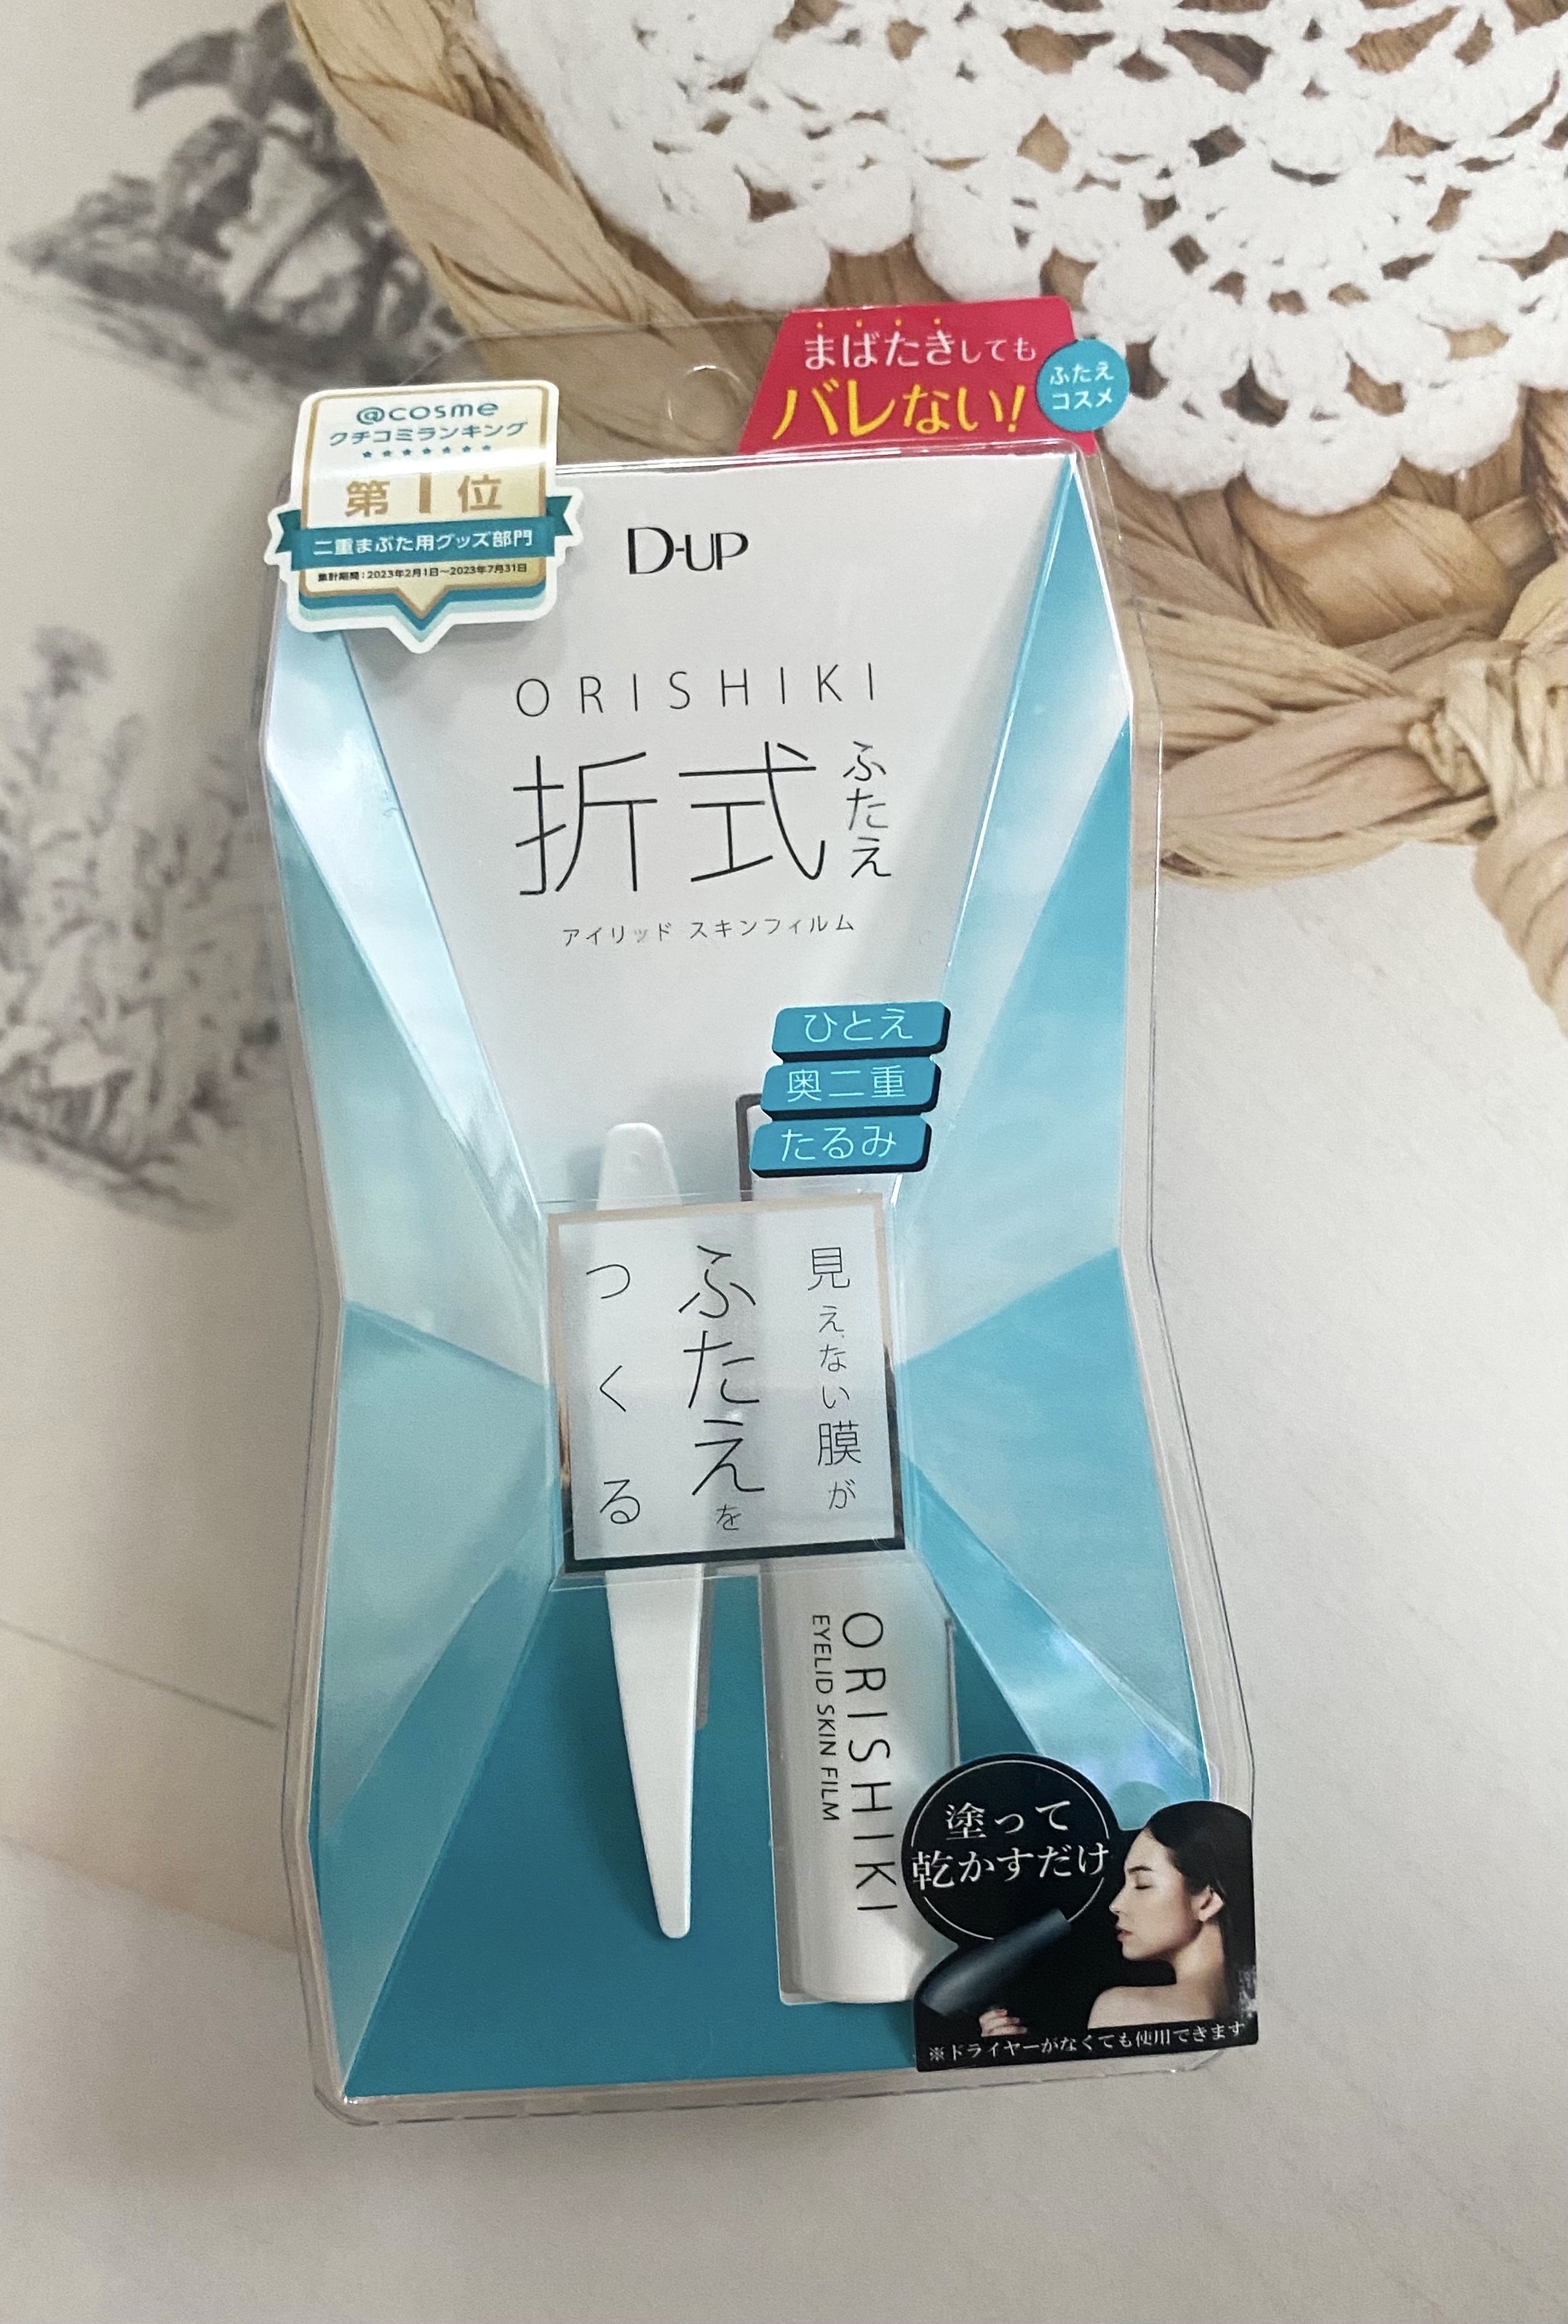 まばたきしても
バレない!
ふたえ
コスメ
@cosme
クチコミランキング
第1位
二重まぶた用グッズ部門
集計期間:2023年2月1日~2023年7月31日
D-UP
ORISHIKI
折式
ふたえ
アイリッド スキンフィルム
ひとえ
奥二重
たるみ
見えない膜が
ふたえを
つくる
ORISHIKI
EYELID SKIN FILM
塗って
乾かすだけ
※ドライヤーがなくても使用できます